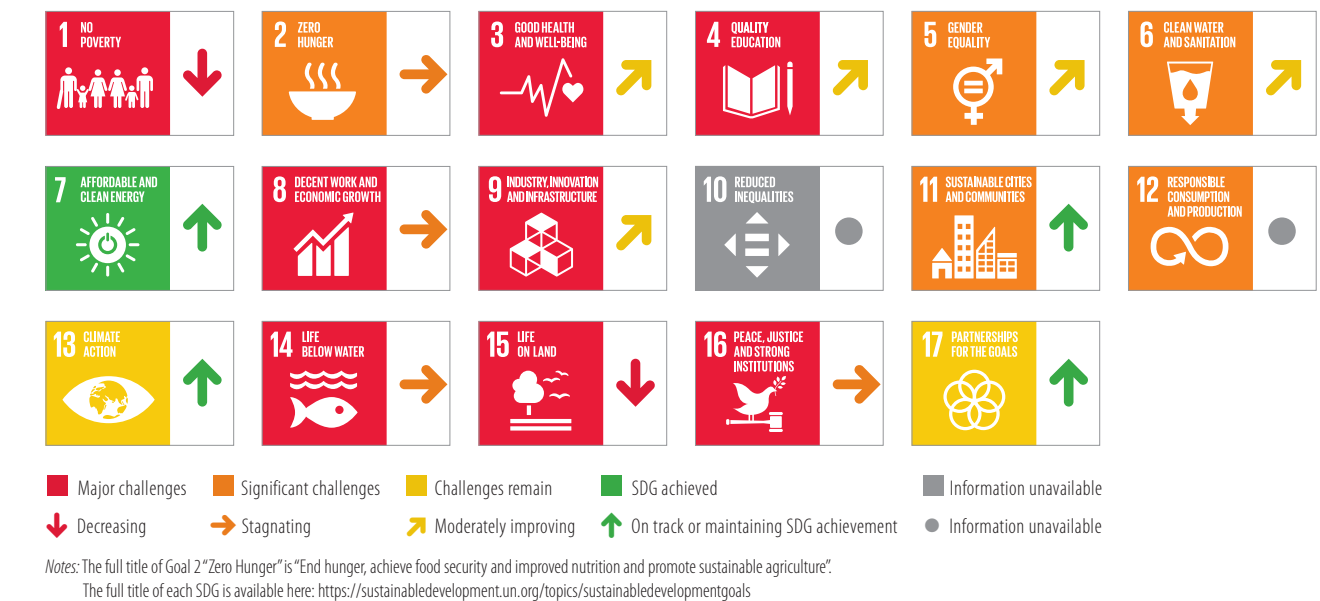 1 NO
POVERTY
2 ZERO
HUNGER
3 GOOD HEALTH
AND WELL-BEING
4 QUALITY
EDUCATION
5 GENDER
EQUALITY
6 CLEAN WATER
AND SANITATION
7 AFFORDABLE AND
CLEAN ENERGY
8 DECENT WORK AND
ECONOMIC GROWTH
9 INDUSTRY, INNOVATION
AND INFRASTRUCTURE
10 REDUCED
INEQUALITIES
11 SUSTAINABLE CITIES
AND COMMUNITIES
12 RESPONSIBLE
CONSUMPTION
AND PRODUCTION
13 CLIMATE
ACTION
14 LIFE
BELOW WATER
15 LIFE
ON LAND
16 PEACE, JUSTICE
AND STRONG
INSTITUTIONS
17 PARTNERSHIPS
FOR THE GOALS
Major challenges Significant challenges Challenges remain SDG achieved Information unavailable
Decreasing Stagnating Moderately improving On track or maintaining SDG achievement Information unavailable
Notes: The full title of Goal 2 “Zero Hunger” is “End hunger, achieve food security and improved nutrition and promote sustainable agriculture”.
The full title of each SDG is available here: https://sustainabledevelopment.un.org/topics/sustainabledevelopmentgoals